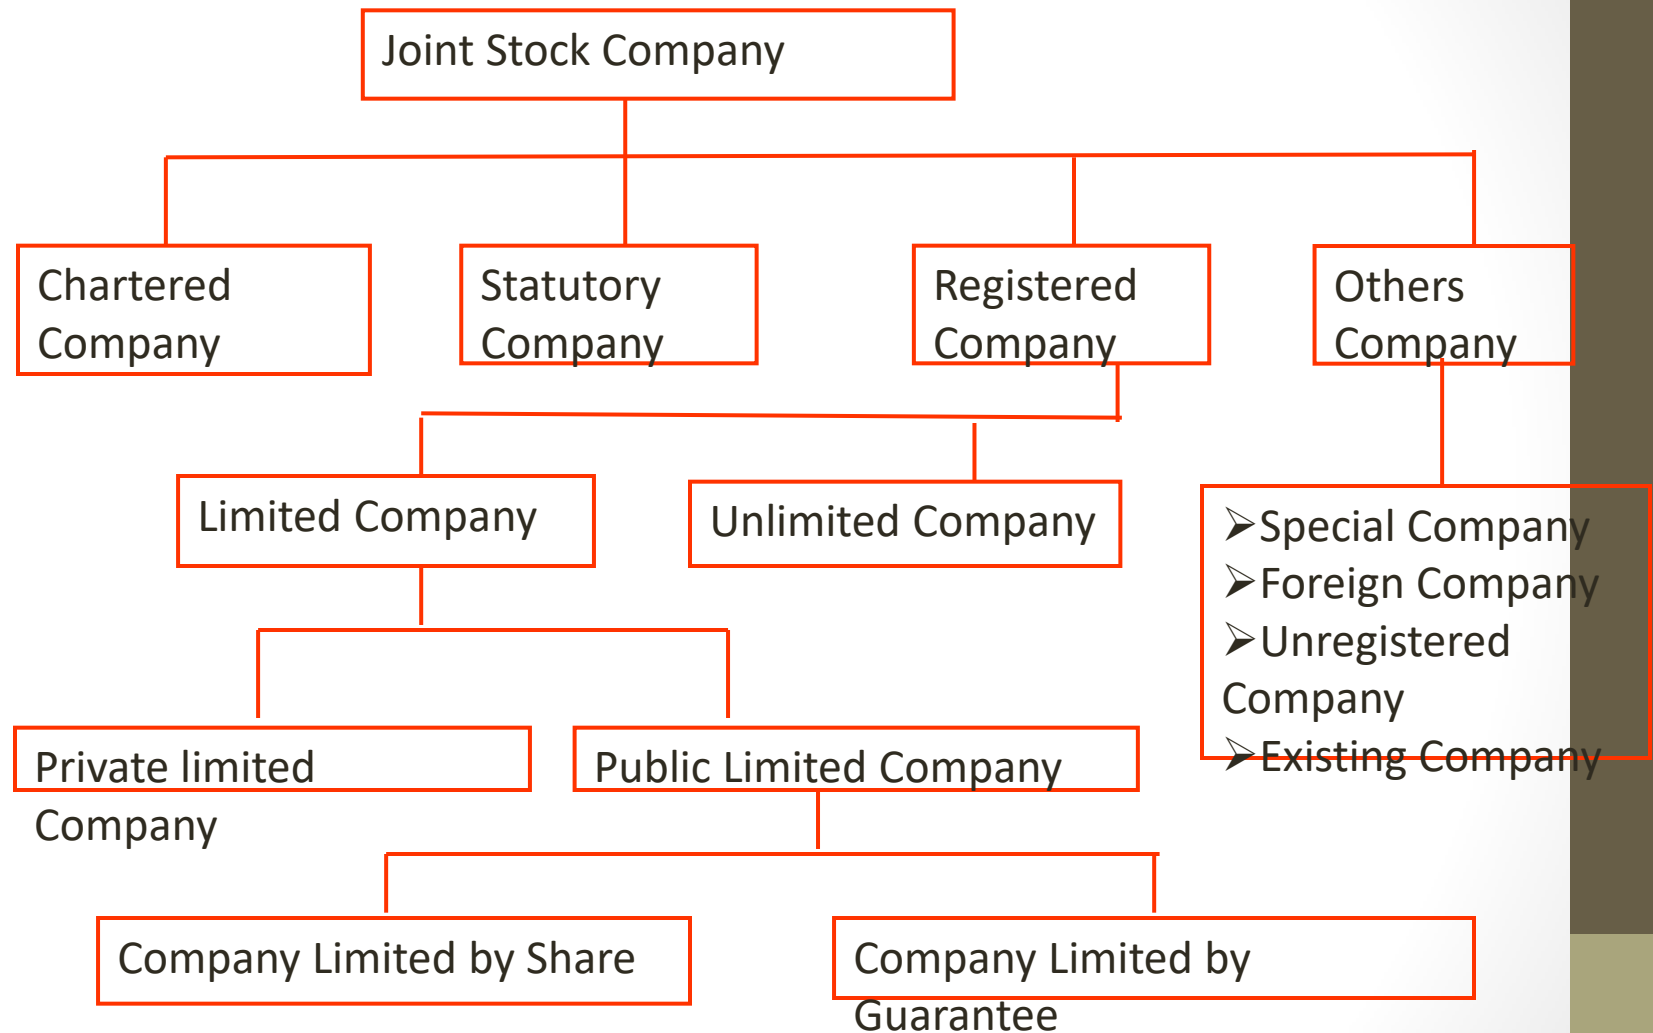 Joint Stock Company
Chartered
Company
Statutory
Company
Registered
Company
Others
Company
Limited Company
Unlimited Company
➢Special Company
➢Foreign Company
➢Unregistered
Company
➢Existing Company
Private limited
Company
Public Limited Company
Company Limited by Share
Company Limited by
Guarantee